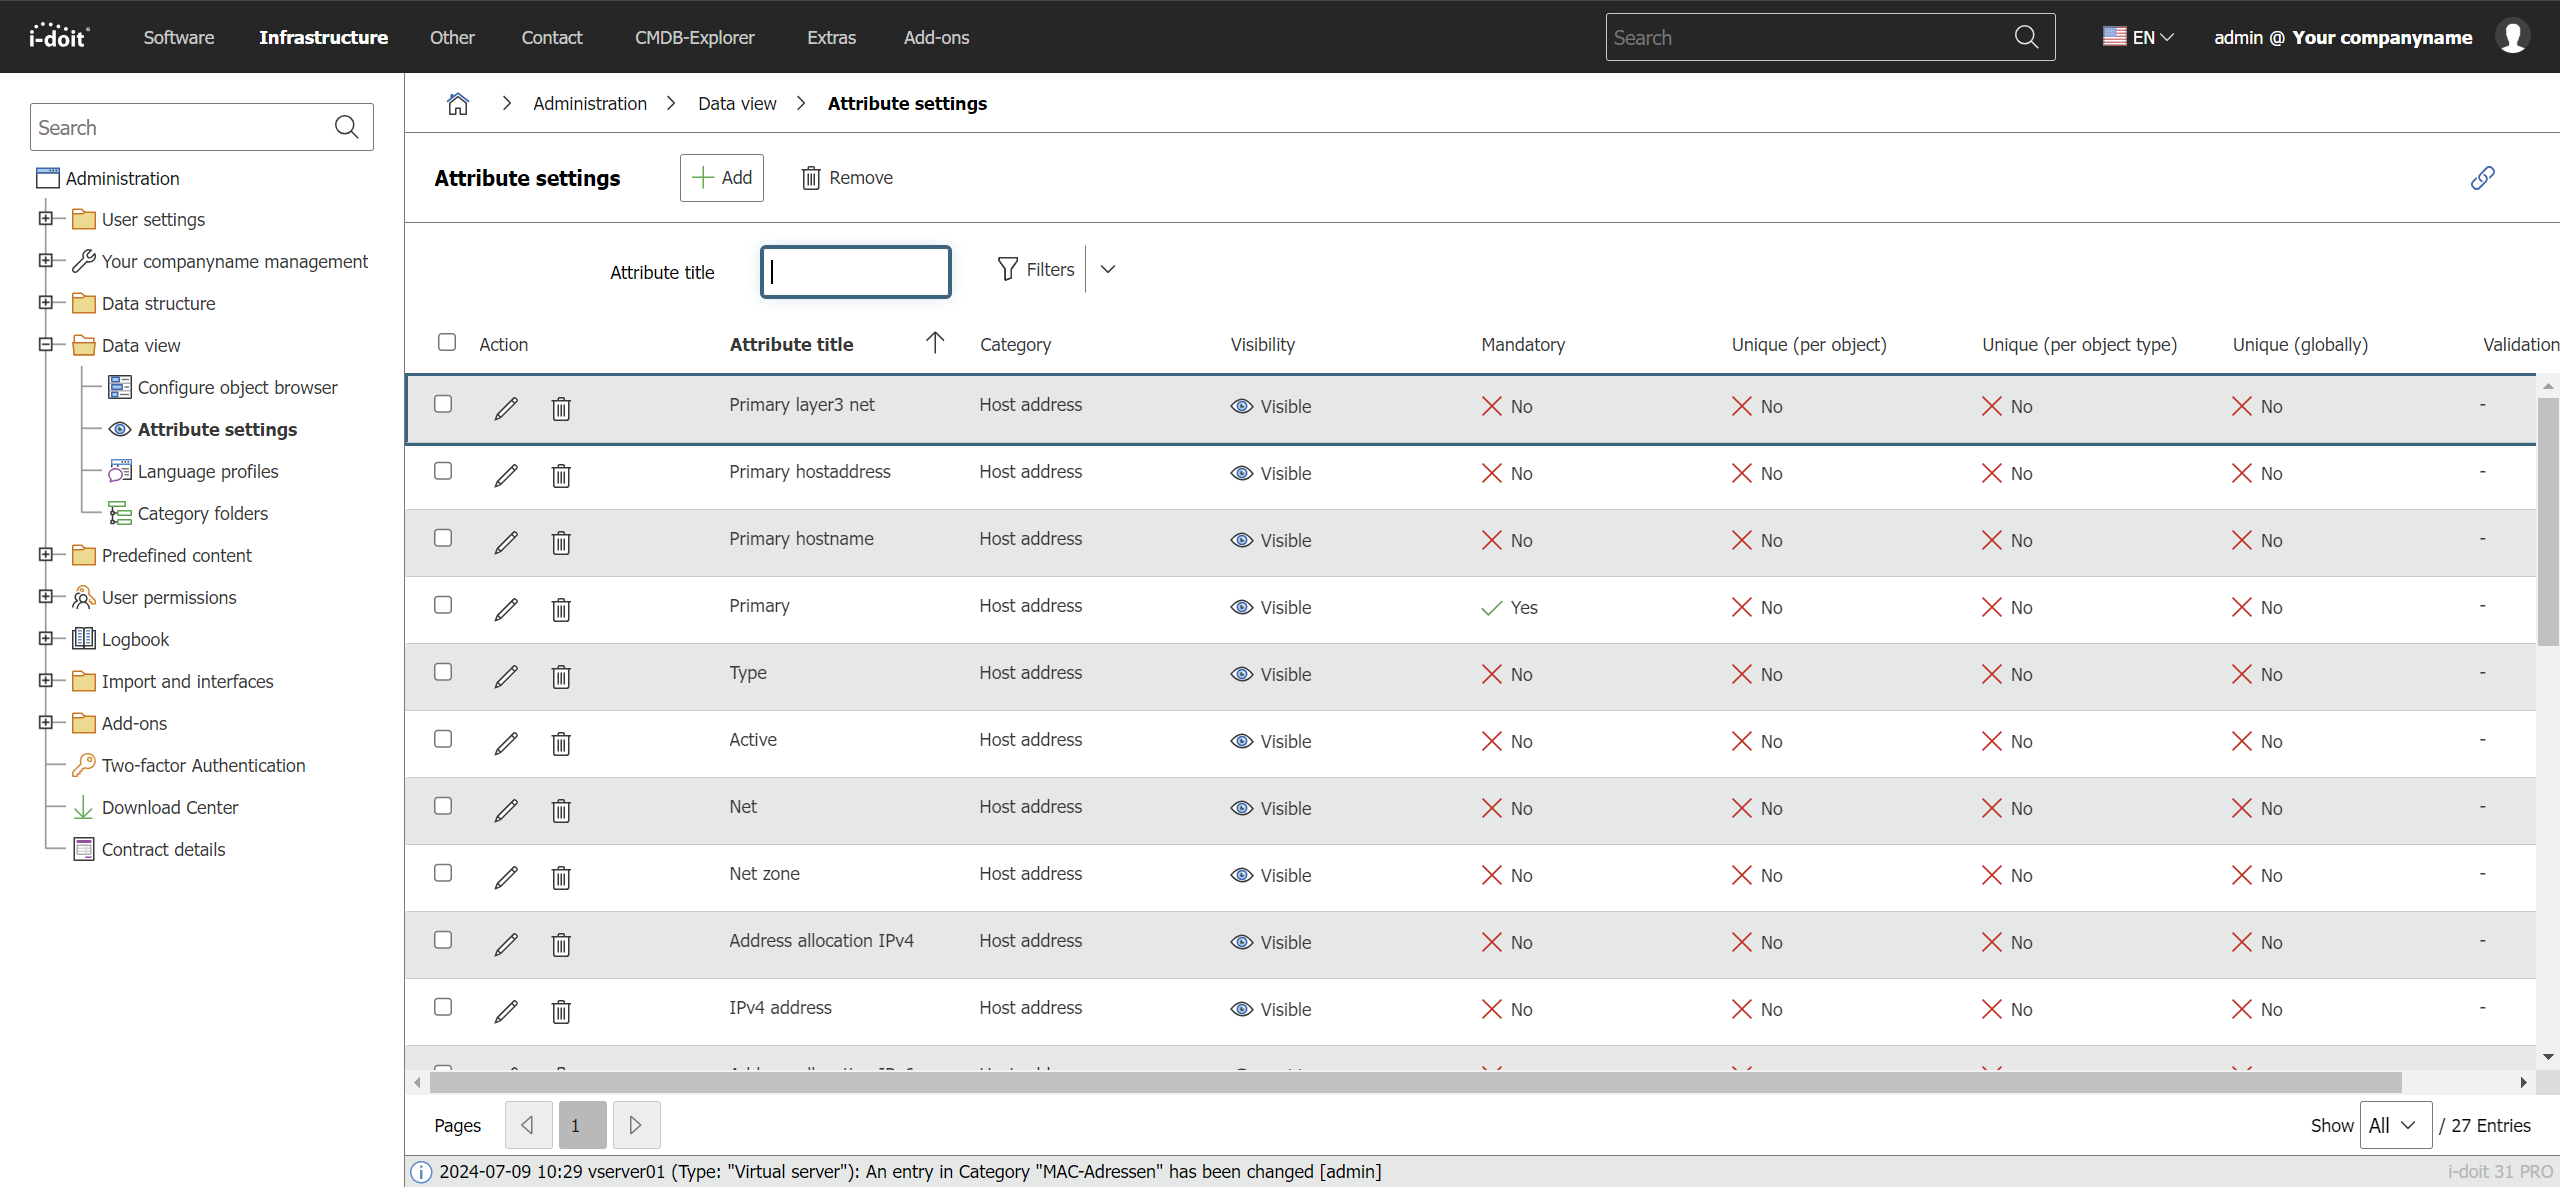 i-doit Software Infrastructure Other Contact CMDB-Explorer Extras Add-ons Search EN admin @ Your companyname
Search
Administration
User settings
Your companyname management
Data structure
Data view
Configure object browser
Attribute settings
Language profiles
Category folders
Predefined content
User permissions
Logbook
Import and interfaces
Add-ons
Two-factor Authentication
Download Center
Contract details
Administration Data view Attribute settings
Attribute settings Add Remove
Attribute title Filters
Action Attribute title Category Visibility Mandatory Unique (per object) Unique (per object type) Unique (globally) Validation
Primary layer3 net Host address Visible No No No No -
Primary hostaddress Host address Visible No No No No -
Primary hostname Host address Visible No No No No -
Primary Host address Visible Yes No No No -
Type Host address Visible No No No No -
Active Host address Visible No No No No -
Net Host address Visible No No No No -
Net zone Host address Visible No No No No -
Address allocation IPv4 Host address Visible No No No No -
IPv4 address Host address Visible No No No No -
Pages 1 Show All / 27 Entries
2024-07-09 10:29 vserver01 (Type: "Virtual server"): An entry in Category "MAC-Adressen" has been changed [admin] i-doit 31 PRO